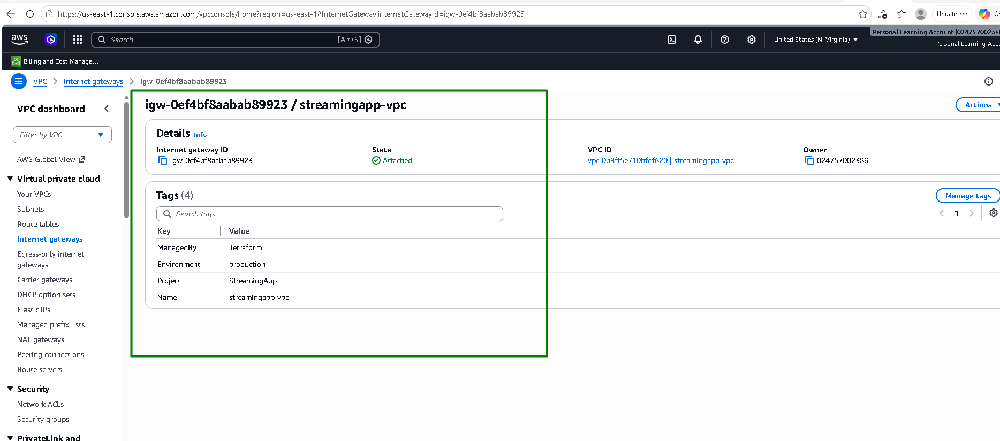 https://us-east-1.console.aws.amazon.com/vpcconsole/home?region=us-east-1#InternetGateway:internetGatewayId=igw-0ef4bf8aabab89923
Update
aws
Search
[Alt+S]
United States (N. Virginia)
Personal Learning Account (02475700238
Personal Learning Acc
Billing and Cost Manage...
VPC
Internet gateways
igw-0ef4bf8aabab89923
VPC dashboard
Filter by VPC
AWS Global View
Virtual private cloud
Your VPCs
Subnets
Route tables
Internet gateways
Egress-only internet
gateways
Carrier gateways
DHCP option sets
Elastic IPs
Managed prefix lists
NAT gateways
Peering connections
Route servers
Security
Network ACLs
Security groups
PrivateLink and
igw-0ef4bf8aabab89923 / streamingapp-vpc
Actions
Details Info
Internet gateway ID
igw-0ef4bf8aabab89923
State
Attached
VPC ID
vpc-0b9ff5e710bfdf620 | streamingapp-vpc
Owner
024757002386
Tags (4)
Manage tags
Search tags
1
Key Value
ManagedBy Terraform
Environment production
Project StreamingApp
Name streamingapp-vpc